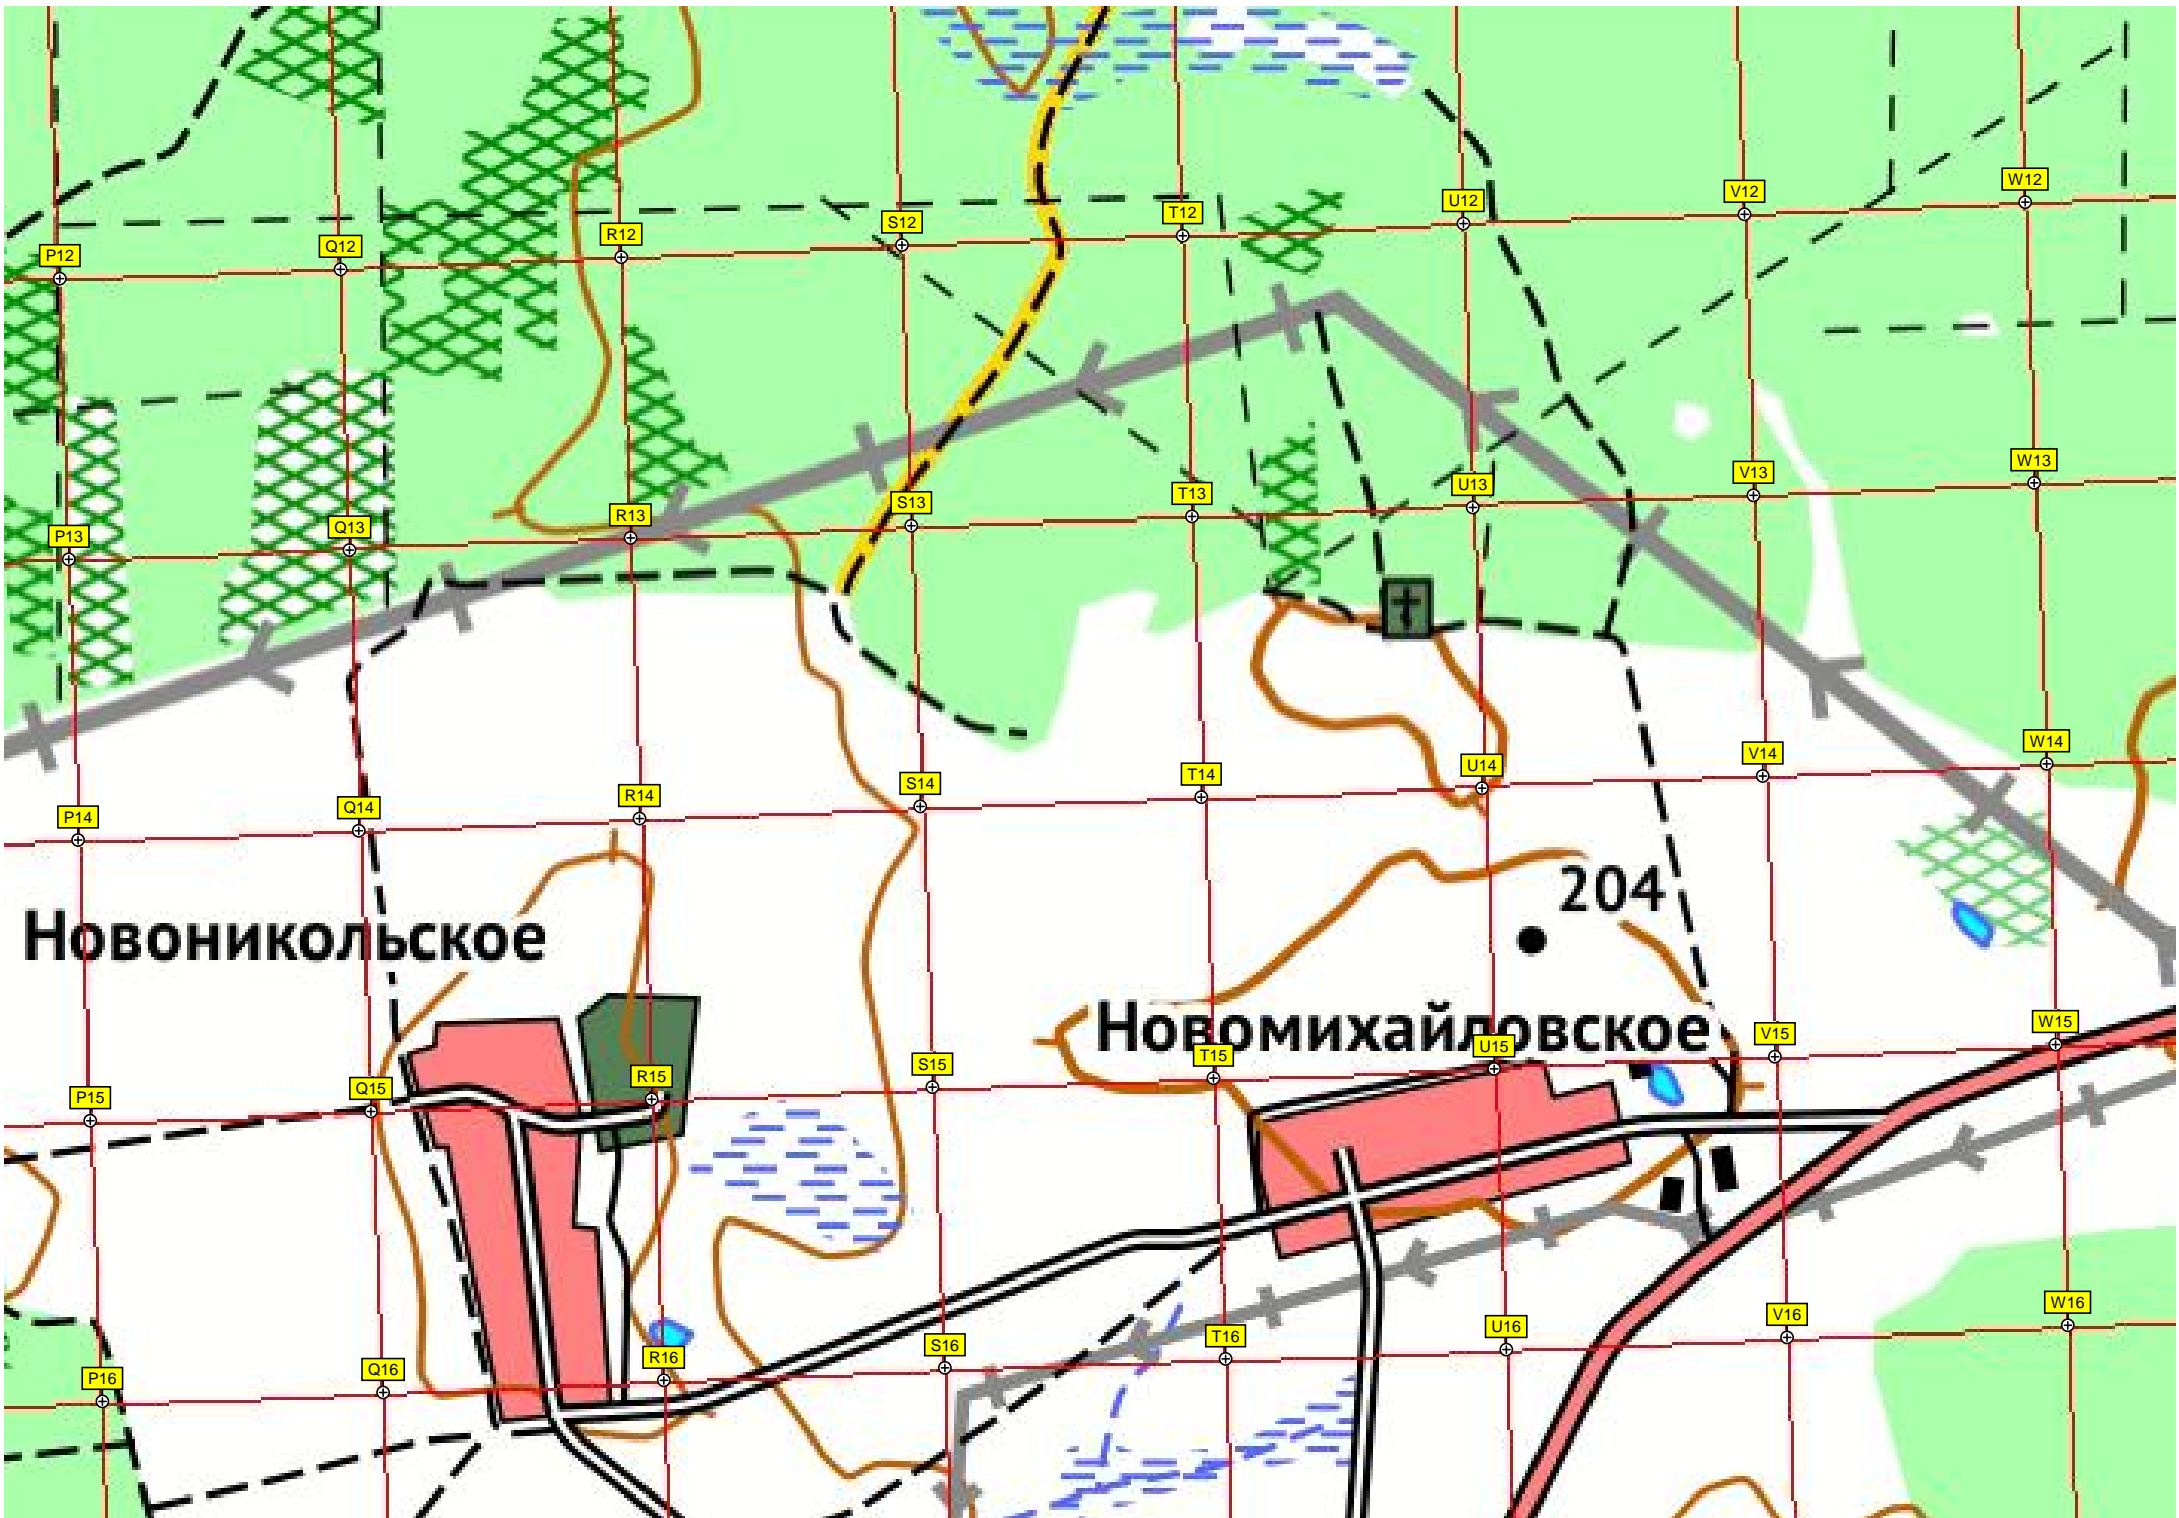 W12
V12
U12
T12
S12
R12
Q12
P12
W13
V13
U13
T13
S13
R13
Q13
P13
W14
V14
U14
T14
S14
R14
Q14
P14
204
Новоникольское
Новомихайловское
W15
V15
U15
T15
S15
R15
Q15
P15
W16
V16
U16
T16
S16
R16
Q16
P16